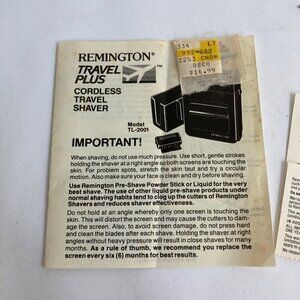 REMINGTON®
TRAVEL
PLUS™
CORDLESS
TRAVEL
SHAVER
Model
TL-2001
334 L7
2253 CNGM
OSCO
$16.99
IMPORTANT!
When shaving, do not use much pressure. Use short, gentle strokes
holding the shaver at a right angle so both screens are touching the
skin. For problem spots, stretch the skin taut and try a circular
motion. Also make sure your face is clean and dry before shaving.
Use Remington Pre-Shave Powder Stick or Liquid for the very
best shave. The use of other liquid pre-shave products under
normal shaving habits tend to clog up the cutters of Remington
Shavers and reduces shaver effectiveness.
Do not hold at an angle whereby only one screen is touching the
skin. This will distort the screen and may use the cutters to dam-
age the screen. Also, to avoid screen damage, do not press hard
and clean the built-up beard after each shave. Holding Shaver at right
angles without heavy pressure will result in close shaves for many
months. As a rule of thumb, we recommend you replace the
screen every six (6) months for best results.